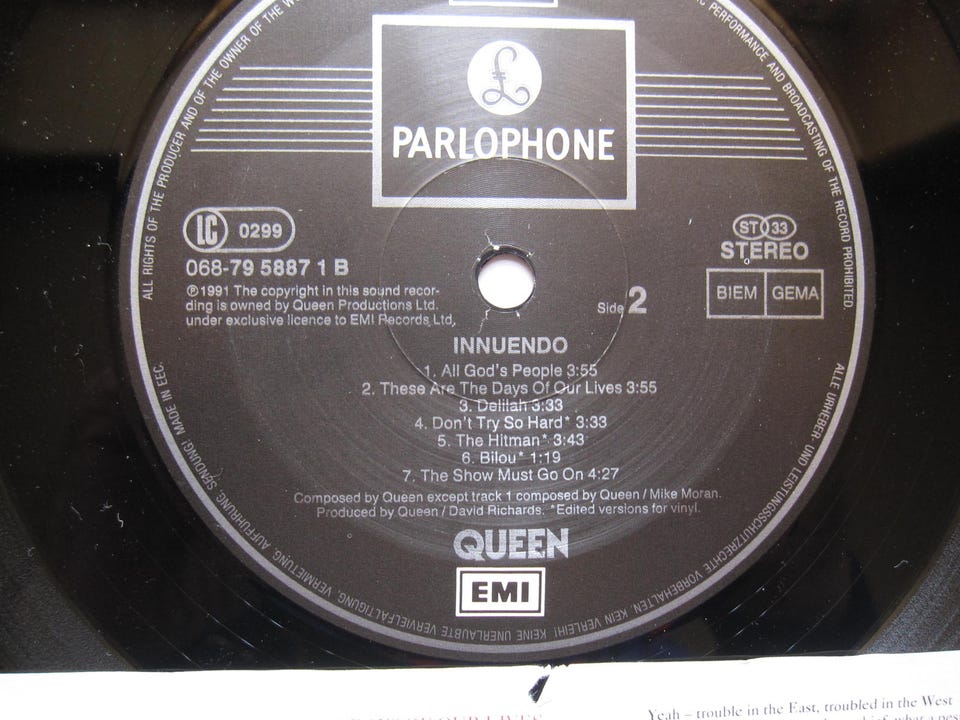 ALL RIGHTS OF THE PRODUCER AND OF THE OWNER OF THE W
PERFORMANCE AND BROADCASTING OF THE RECORD PROHIBITED.
£
PARLOPHONE
LC 0299
068-79 5887 1 B
℗1991 The copyright in this sound recor-
ding is owned by Queen Productions Ltd.
under exclusive licence to EMI Records Ltd.
ST 33
STEREO
BIEM GEMA
Side 2
INNUENDO
1. All God's People 3:55
2. These Are The Days Of Our Lives 3:55
3. Delilah 3:33
4. Don't Try So Hard* 3:33
5. The Hitman* 3:43
6. Bilou* 1:19
7. The Show Must Go On 4:27
Composed by Queen except track 1 composed by Queen / Mike Moran.
Produced by Queen / David Richards. *Edited versions for vinyl.
QUEEN
EMI
ALLE URHEBER- UND LEISTUNGSSCHUTZRECHTE VORBEHALTEN. KEIN VERLEIH! KEINE UNERLAUBTE VERVIELFÄLTIGUNG, VERMIETUNG, AUFFÜHRUNG, SENDUNG! MADE IN EEC.
Yeah – trouble in the East, troubled in the West